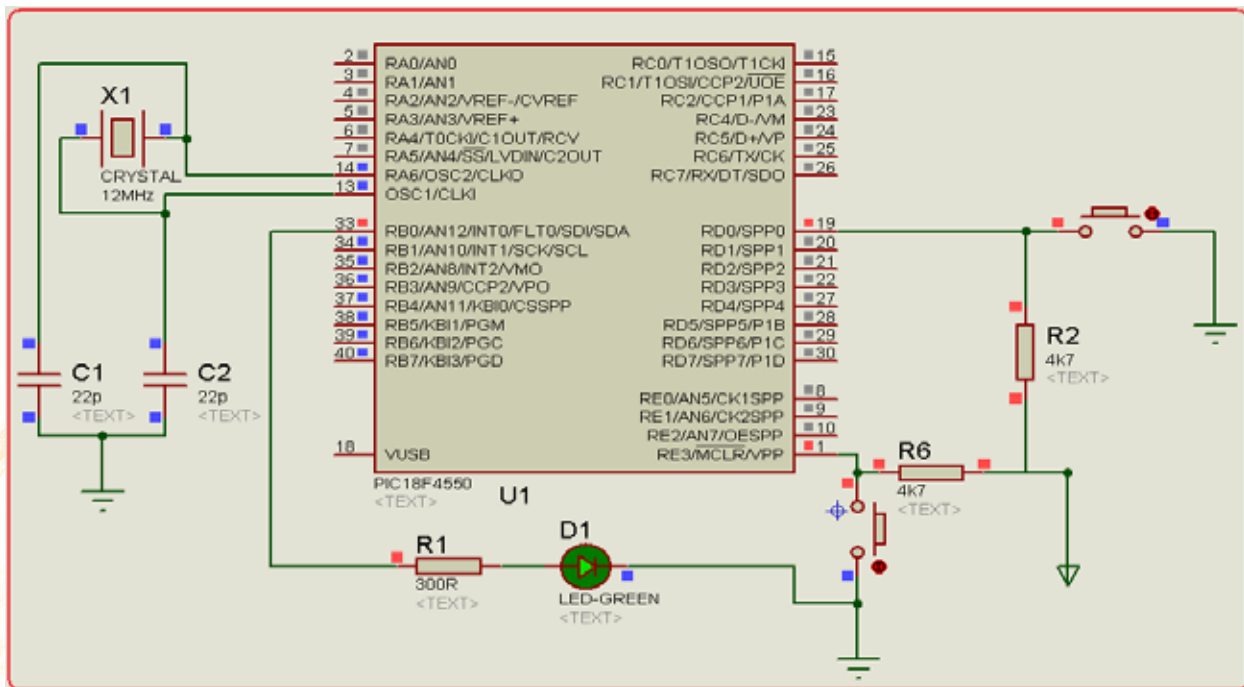 X1
CRYSTAL
12MHz
C1
22p
<TEXT>
C2
22p
<TEXT>
2 RA0/AN0
3 RA1/AN1
4 RA2/AN2/VREF-/CVREF
5 RA3/AN3/VREF+
6 RA4/T0CKI/C1OUT/RCV
7 RA5/AN4/SS/LVDIN/C2OUT
14 RA6/OSC2/CLKO
13 OSC1/CLKI
33 RB0/AN12/INT0/FLT0/SDI/SDA
34 RB1/AN10/INT1/SCK/SCL
35 RB2/AN8/INT2/VMO
36 RB3/AN9/CCP2/VPO
37 RB4/AN11/KBI0/CSSPP
38 RB5/KBI1/PGM
39 RB6/KBI2/PGC
40 RB7/KBI3/PGD
18 VUSB
RC0/T1OSO/T1CKI 15
RC1/T1OSI/CCP2/UOE 16
RC2/CCP1/P1A 17
RC4/D-/VM 23
RC5/D+/VP 24
RC6/TX/CK 25
RC7/RX/DT/SDO 26
RD0/SPP0 19
RD1/SPP1 20
RD2/SPP2 21
RD3/SPP3 22
RD4/SPP4 27
RD5/SPP5/P1B 28
RD6/SPP6/P1C 29
RD7/SPP7/P1D 30
RE0/AN5/CK1SPP 8
RE1/AN6/CK2SPP 9
RE2/AN7/OESPP 10
RE3/MCLR/VPP 1
PIC18F4550
<TEXT>
U1
R2
4k7
<TEXT>
R6
4k7
<TEXT>
R1
300R
<TEXT>
D1
LED-GREEN
<TEXT>